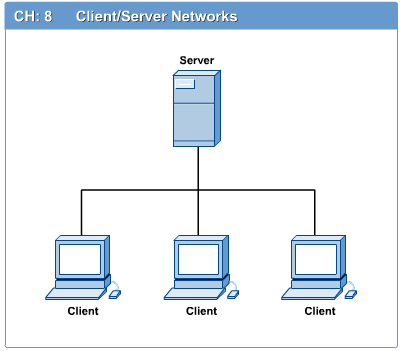 CH: 8 Client/Server Networks
Server
Client Client Client